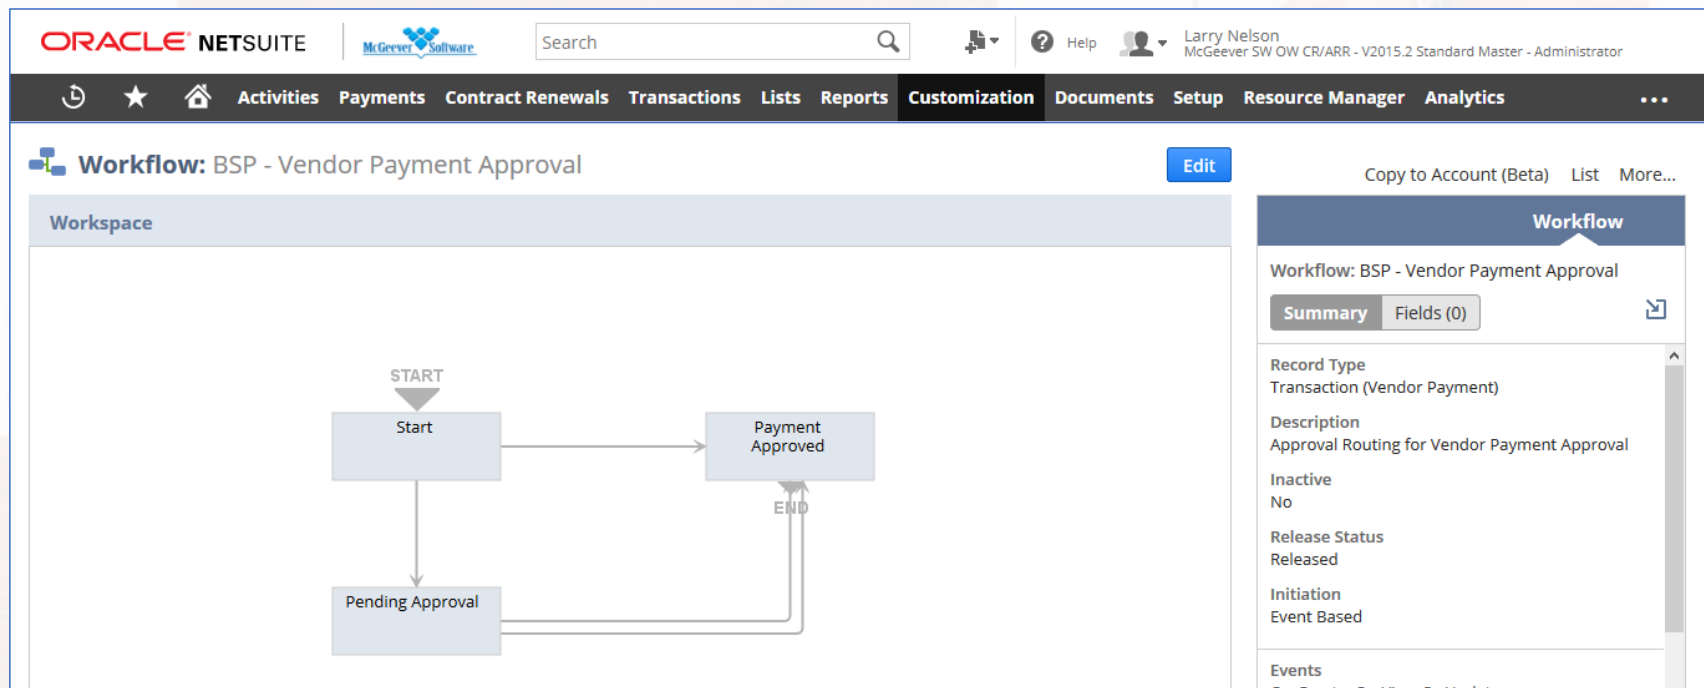 ORACLE NETSUITE
McGeever Software
Search
Help
Larry Nelson
McGeever SW OW CR/ARR - V2015.2 Standard Master - Administrator
Activities Payments Contract Renewals Transactions Lists Reports Customization Documents Setup Resource Manager Analytics
Workflow: BSP - Vendor Payment Approval
Edit
Copy to Account (Beta) List More...
Workspace
START
Start
Payment
Approved
END
Pending Approval
Workflow
Workflow: BSP - Vendor Payment Approval
Summary Fields (0)
Record Type
Transaction (Vendor Payment)
Description
Approval Routing for Vendor Payment Approval
Inactive
No
Release Status
Released
Initiation
Event Based
Events